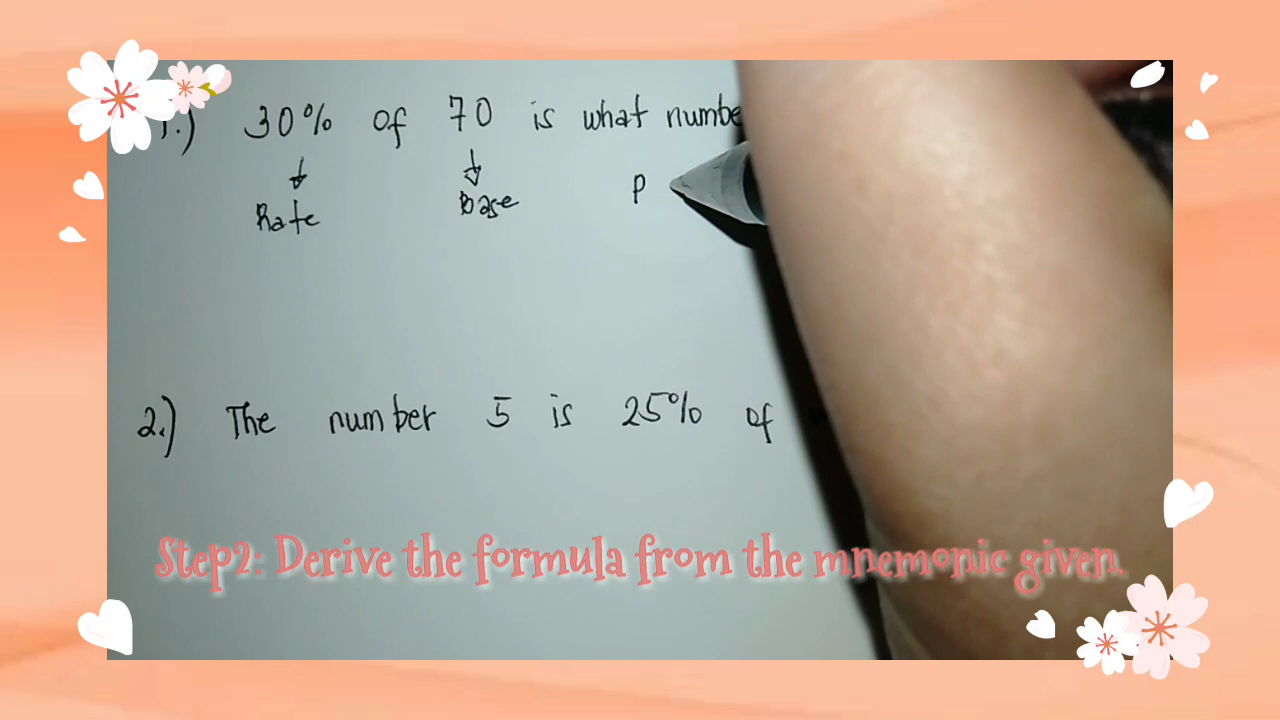 1.) 30% of 70 is what numbe
Rate Base P
2.) The number 5 is 25% of
Step2: Derive the formula from the mnemonic given.